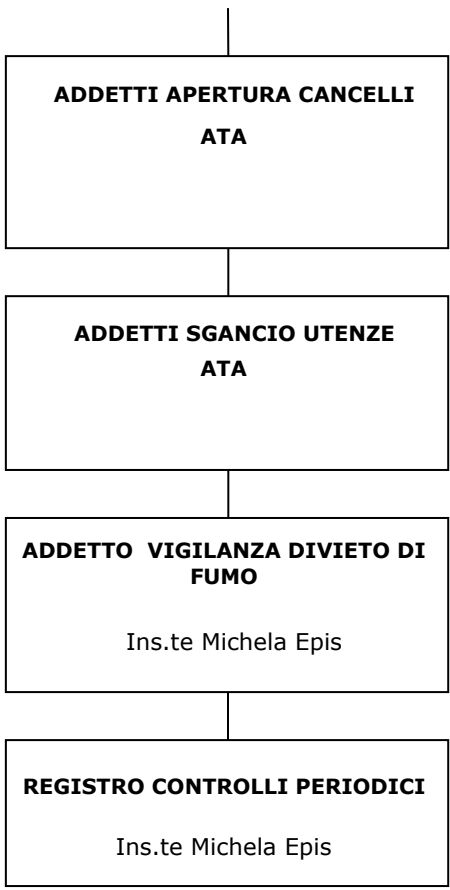 ADDETTI APERTURA CANCELLI
ATA
ADDETTI SGANCIO UTENZE
ATA
ADDETTO VIGILANZA DIVIETO DI
FUMO
Ins.te Michela Epis
REGISTRO CONTROLLI PERIODICI
Ins.te Michela Epis